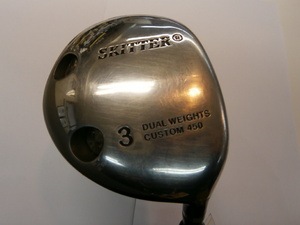 SKITTER®
3
DUAL WEIGHTS
CUSTOM 450